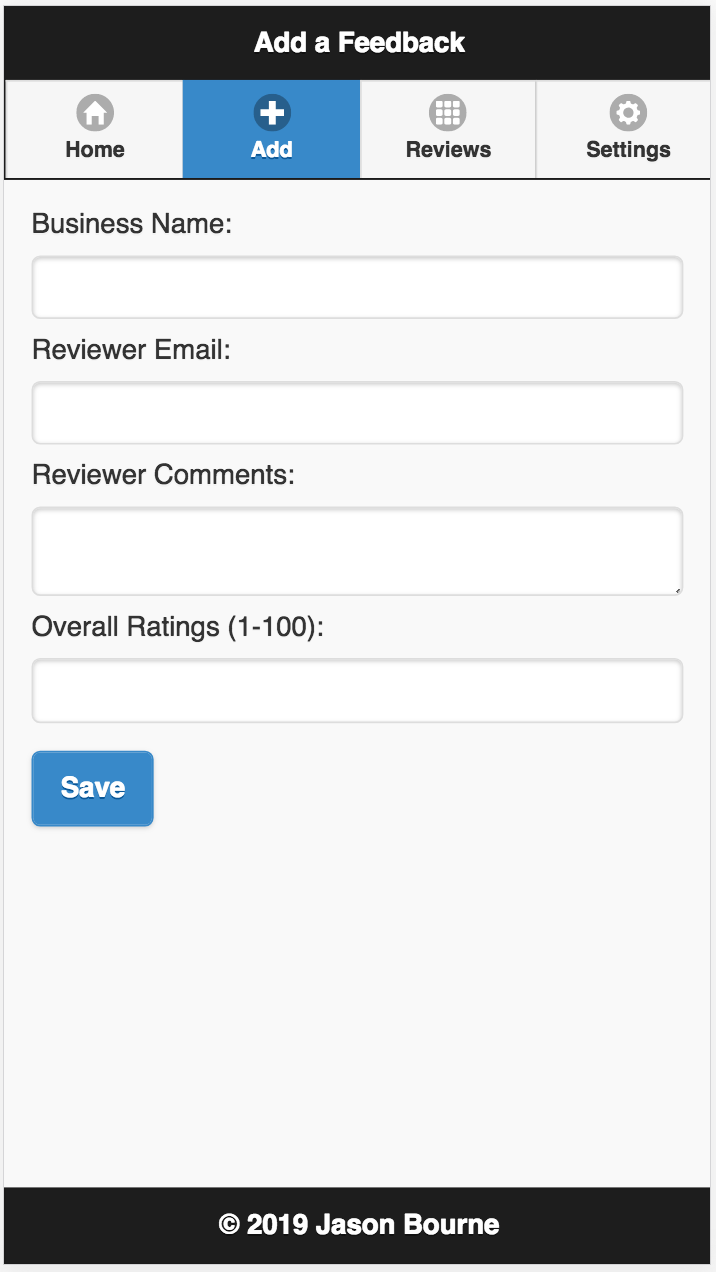 Add a Feedback
Home Add Reviews Settings
Business Name:
Reviewer Email:
Reviewer Comments:
Overall Ratings (1-100):
Save
© 2019 Jason Bourne